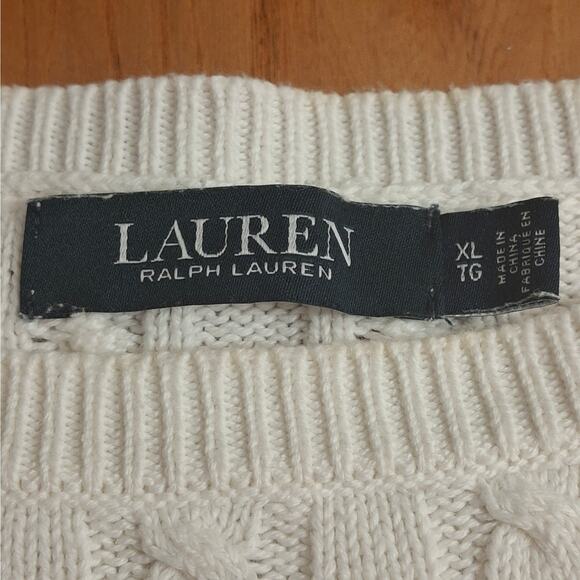 LAUREN
RALPH LAUREN
XL
TG
MADE IN
CHINA
FABRIQUÉ EN
CHINE